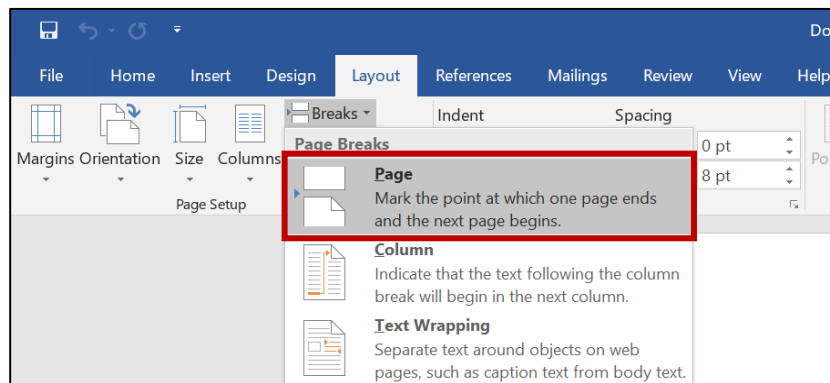 Do
File Home Insert Design Layout References Mailings Review View Help
Breaks Indent Spacing
Margins Orientation Size Columns
Page Setup
Page Breaks
0 pt
8 pt
Po
Page
Mark the point at which one page ends
and the next page begins.
Column
Indicate that the text following the column
break will begin in the next column.
Text Wrapping
Separate text around objects on web
pages, such as caption text from body text.